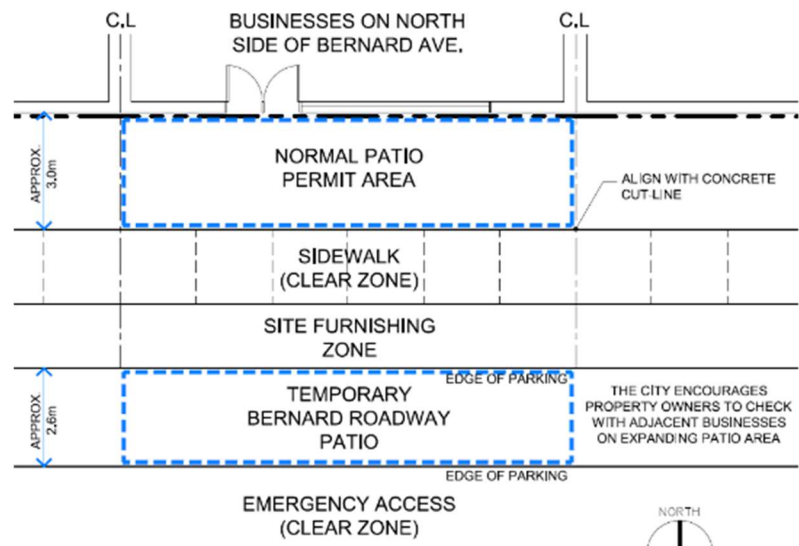 C.L
BUSINESSES ON NORTH
SIDE OF BERNARD AVE.
C.L
APPROX.
3.0m
NORMAL PATIO
PERMIT AREA
ALIGN WITH CONCRETE
CUT-LINE
SIDEWALK
(CLEAR ZONE)
SITE FURNISHING
ZONE
EDGE OF PARKING
APPROX.
2.6m
TEMPORARY
BERNARD ROADWAY
PATIO
THE CITY ENCOURAGES
PROPERTY OWNERS TO CHECK
WITH ADJACENT BUSINESSES
ON EXPANDING PATIO AREA
EDGE OF PARKING
EMERGENCY ACCESS
(CLEAR ZONE)
NORTH